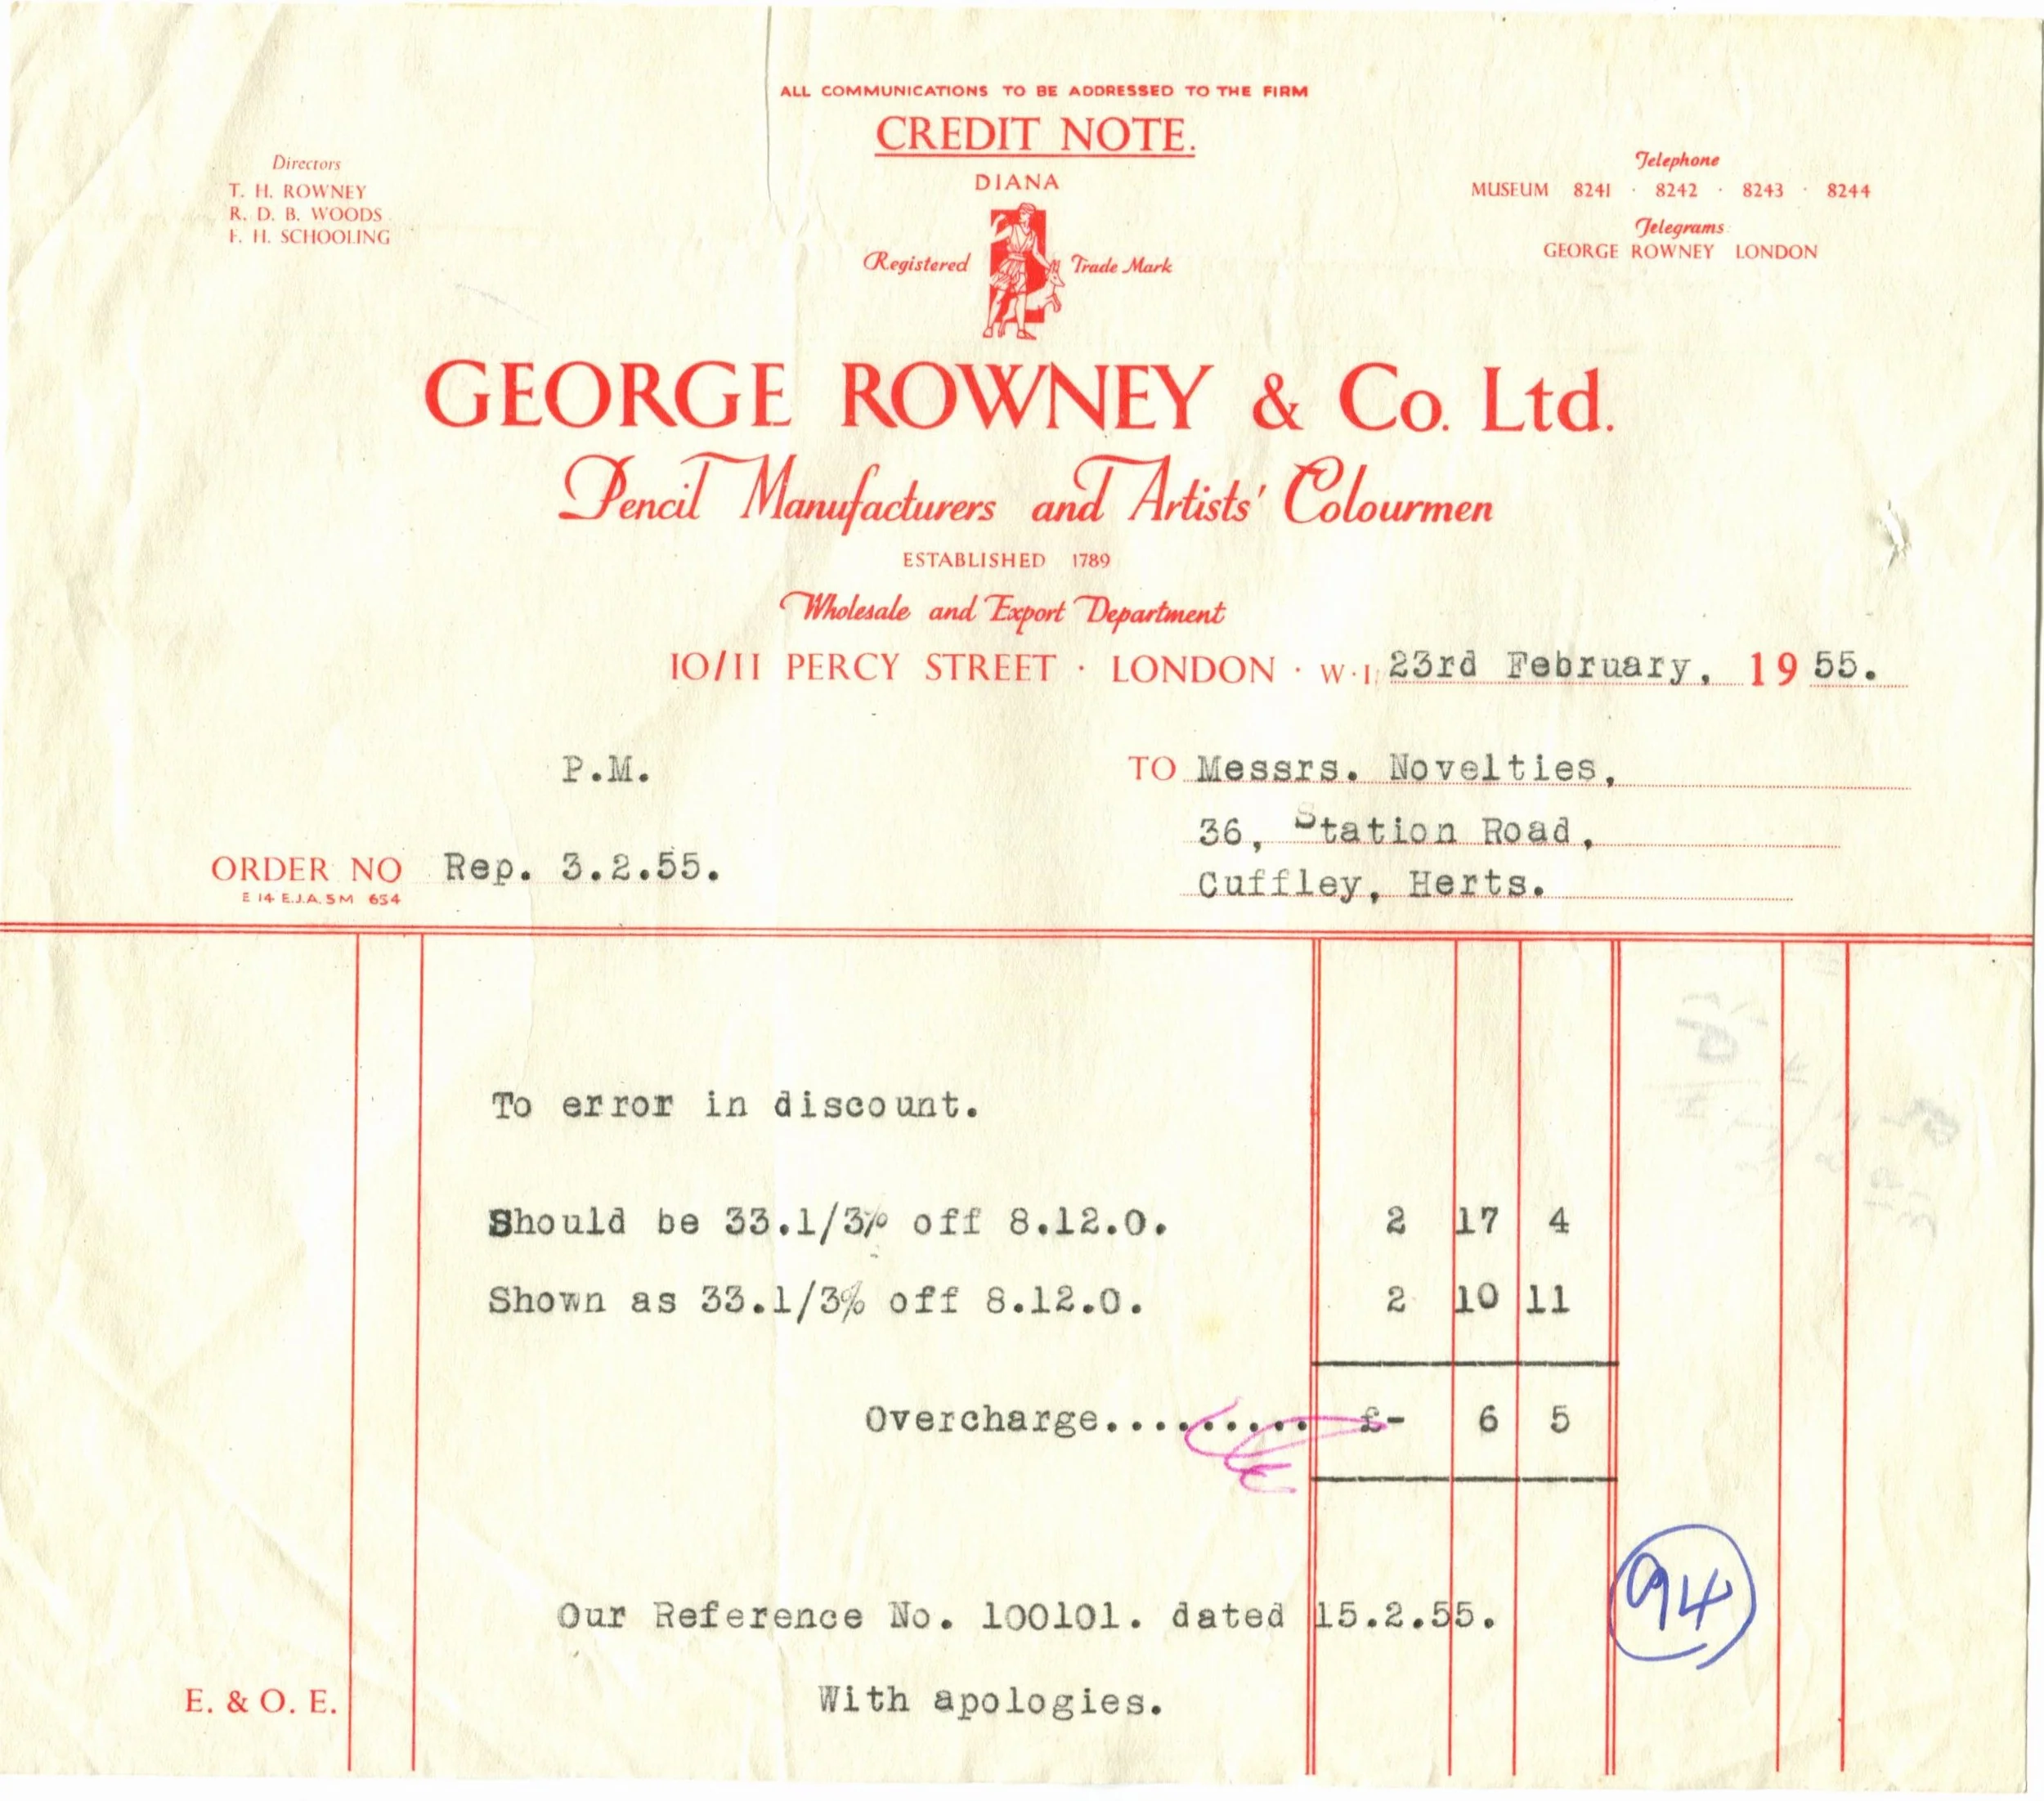 ALL COMMUNICATIONS TO BE ADDRESSED TO THE FIRM
CREDIT NOTE.
Directors
T. H. ROWNEY
R. D. B. WOODS
F. H. SCHOOLING
DIANA
Registered Trade Mark
Telephone
MUSEUM 8241 · 8242 · 8243 · 8244
Telegrams
GEORGE ROWNEY LONDON
GEORGE ROWNEY & Co. Ltd.
Pencil Manufacturers and Artists' Colourmen
ESTABLISHED 1789
Wholesale and Export Department
10/11 PERCY STREET · LONDON · W·1 23rd February, 1955.
P.M.
TO Messrs. Novelties,
36, Station Road,
Cuffley, Herts.
ORDER NO Rep. 3.2.55.
E 14 E.J.A. 5M 654
To error in discount.
Should be 33.1/3% off 8.12.0. 2 17 4
Shown as 33.1/3% off 8.12.0. 2 10 11
Overcharge......... £- 6 5
94
Our Reference No. 100101. dated 15.2.55.
E. & O. E.
With apologies.